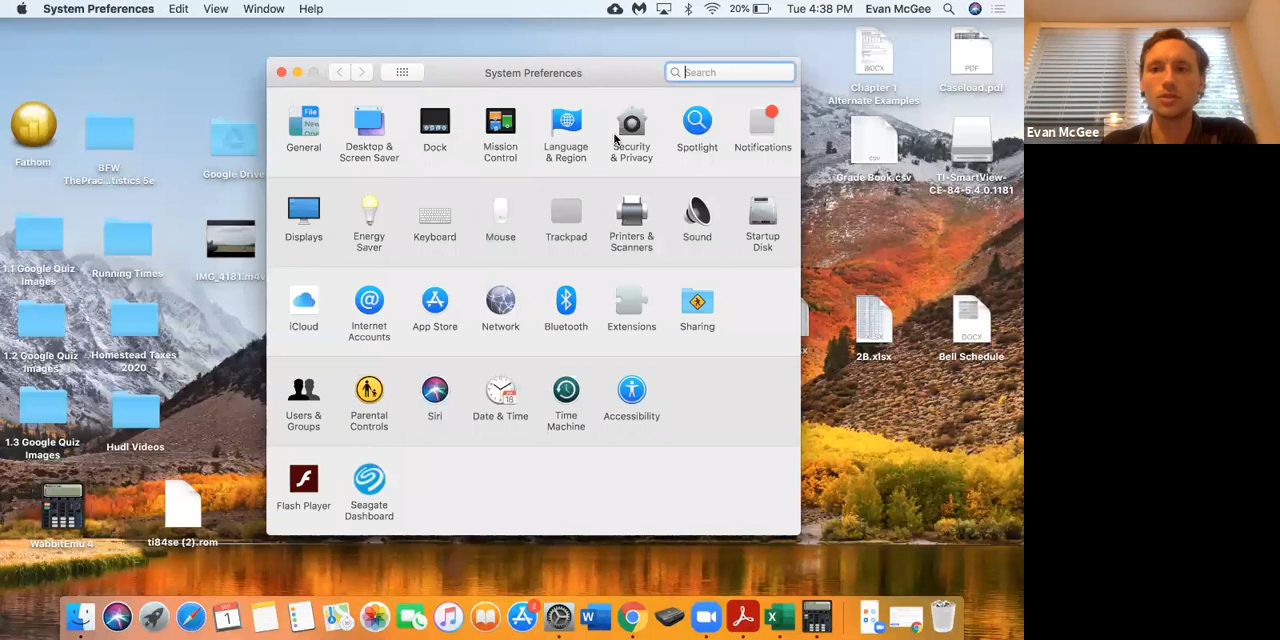 System Preferences Edit View Window Help
20% Tue 4:38 PM Evan McGee
System Preferences
Search
General
Desktop &
Screen Saver
Dock
Mission
Control
Language
& Region
Security
& Privacy
Spotlight
Notifications
Displays
Energy
Saver
Keyboard
Mouse
Trackpad
Printers &
Scanners
Sound
Startup
Disk
iCloud
Internet
Accounts
App Store
Network
Bluetooth
Extensions
Sharing
Users &
Groups
Parental
Controls
Siri
Date & Time
Time
Machine
Accessibility
Flash Player
Seagate
Dashboard
File
New
Fathom
BFW
ThePrac...tistics 5e
Google Drive
1.1 Google Quiz
Images
Running Times
IMG_4181.m4v
1.2 Google Quiz
Images
Homestead Taxes
2020
1.3 Google Quiz
Images
Hudl Videos
WabbitEmu 4
ti84se (2).rom
DOCX
Chapter 1
Alternate Examples
PDF
Caseload.pdf
CSV
Grade Book.csv
TI-SmartView-
CE-84-5.4.0.1181
2B.xlsx
DOCX
Bell Schedule
Evan McGee